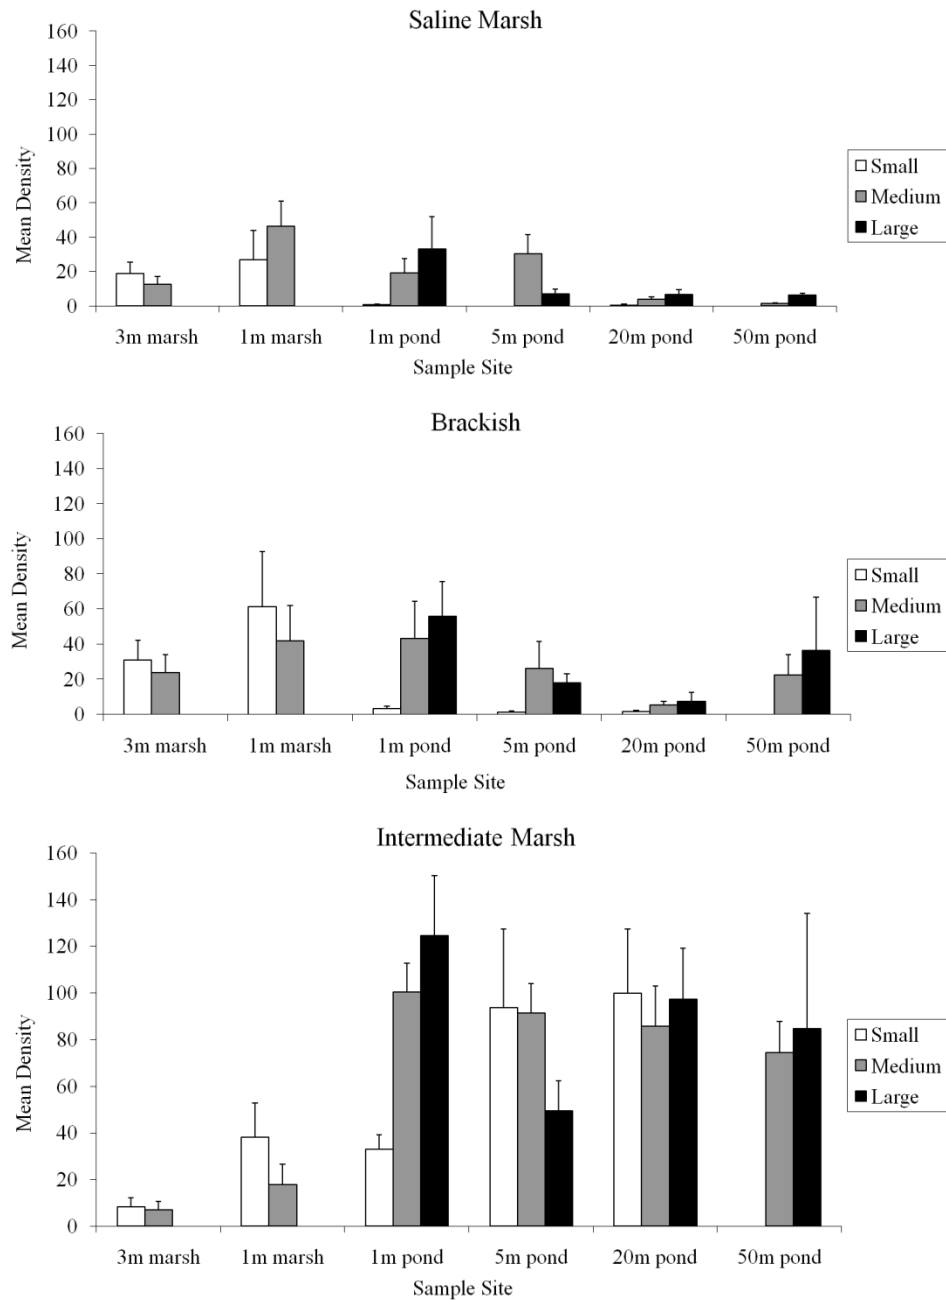 Saline Marsh
160
140
120
100
80
60
40
20
0
Mean Density
3m marsh 1m marsh 1m pond 5m pond 20m pond 50m pond
Sample Site
Small
Medium
Large
Brackish
160
140
120
100
80
60
40
20
0
Mean Density
3m marsh 1m marsh 1m pond 5m pond 20m pond 50m pond
Sample Site
Small
Medium
Large
Intermediate Marsh
160
140
120
100
80
60
40
20
0
Mean Density
3m marsh 1m marsh 1m pond 5m pond 20m pond 50m pond
Sample Site
Small
Medium
Large